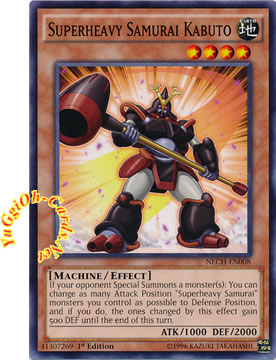 SUPERHEAVY SAMURAI KABUTO
EARTH
地
YuGgiOh-Cards.Net
NECH-EN008
[MACHINE / EFFECT]
If your opponent Special Summons a monster(s): You can
change as many Attack Position "Superheavy Samurai"
monsters you control as possible to Defense Position,
and if you do, the ones changed by this effect gain
500 DEF until the end of this turn.
ATK/1000 DEF/2000
41307269 1st Edition ©1996 KAZUKI TAKAHASHI